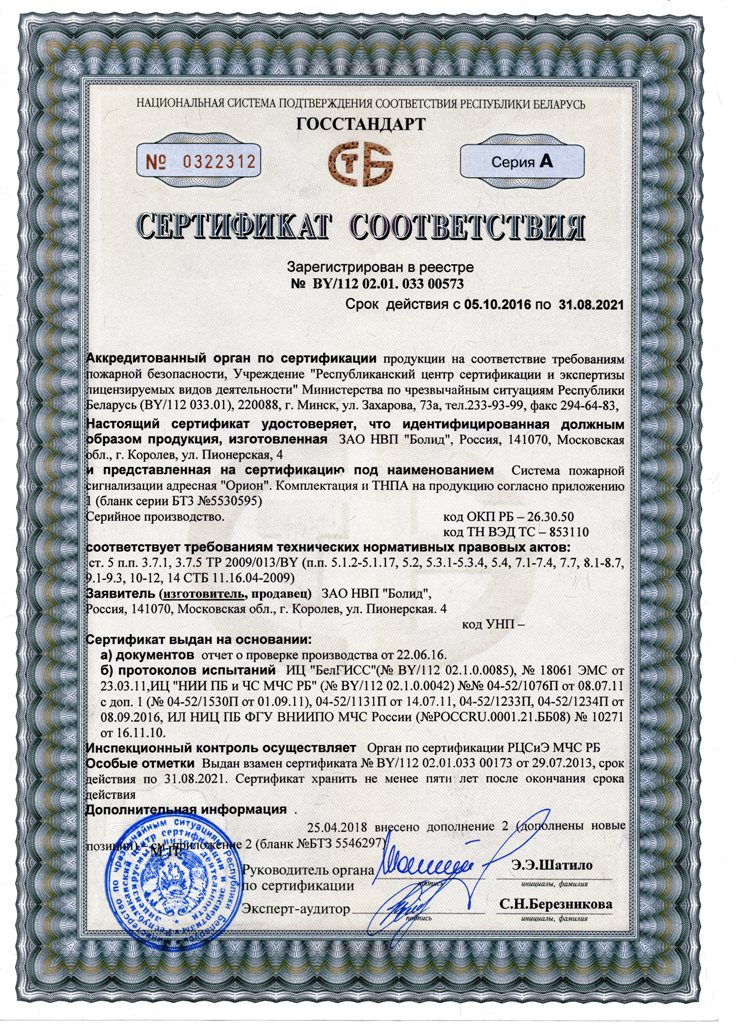 НАЦИОНАЛЬНАЯ СИСТЕМА ПОДТВЕРЖДЕНИЯ СООТВЕТСТВИЯ РЕСПУБЛИКИ БЕЛАРУСЬ
ГОССТАНДАРТ
№ 0322312
СТБ
Серия А
СЕРТИФИКАТ СООТВЕТСТВИЯ
Зарегистрирован в реестре
№ BY/112 02.01. 033 00573
Срок действия с 05.10.2016 по 31.08.2021
Аккредитованный орган по сертификации продукции на соответствие требованиям
пожарной безопасности, Учреждение "Республиканский центр сертификации и экспертизы
лицензируемых видов деятельности" Министерства по чрезвычайным ситуациям Республики
Беларусь (BY/112 033.01), 220088, г. Минск, ул. Захарова, 73а, тел.233-93-99, факс 294-64-83,
Настоящий сертификат удостоверяет, что идентифицированная должным
образом продукция, изготовленная ЗАО НВП "Болид", Россия, 141070, Московская
обл., г. Королев, ул. Пионерская, 4
и представленная на сертификацию под наименованием Система пожарной
сигнализации адресная "Орион". Комплектация и ТНПА на продукцию согласно приложению
1 (бланк серии БТЗ №5530595)
Серийное производство.
код ОКП РБ – 26.30.50
код ТН ВЭД ТС – 853110
соответствует требованиям технических нормативных правовых актов:
ст. 5 п.п. 3.7.1, 3.7.5 ТР 2009/013/BY (п.п. 5.1.2-5.1.17, 5.2, 5.3.1-5.3.4, 5.4, 7.1-7.4, 7.7, 8.1-8.7,
9.1-9.3, 10-12, 14 СТБ 11.16.04-2009)
Заявитель (изготовитель, продавец) ЗАО НВП "Болид",
Россия, 141070, Московская обл., г. Королев, ул. Пионерская. 4
код УНП –
Сертификат выдан на основании:
а) документов отчет о проверке производства от 22.06.16.
б) протоколов испытаний ИЦ "БелГИСС"(№ BY/112 02.1.0.0085), № 18061 ЭМС от
23.03.11,ИЦ "НИИ ПБ и ЧС МЧС РБ" (№ BY/112 02.1.0.0042) №№ 04-52/1076П от 08.07.11
с доп. 1 (№ 04-52/1530П от 01.09.11), 04-52/1131П от 14.07.11, 04-52/1233П, 04-52/1234П от
08.09.2016, ИЛ НИЦ ПБ ФГУ ВНИИПО МЧС России (№РОССRU.0001.21.ББ08) № 10271
от 16.11.10.
Инспекционный контроль осуществляет Орган по сертификации РЦСиЭ МЧС РБ
Особые отметки Выдан взамен сертификата № BY/112 02.01.033 00173 от 29.07.2013, срок
действия по 31.08.2021. Сертификат хранить не менее пяти лет после окончания срока
действия
Дополнительная информация .
25.04.2018 внесено дополнение 2 (дополнены новые
позиции). См. приложение 2 (бланк №БТЗ 5546297)
М.П.
Руководитель органа
по сертификации
подпись
Э.Э.Шатило
инициалы, фамилия
Эксперт-аудитор
подпись
С.Н.Березникова
инициалы, фамилия